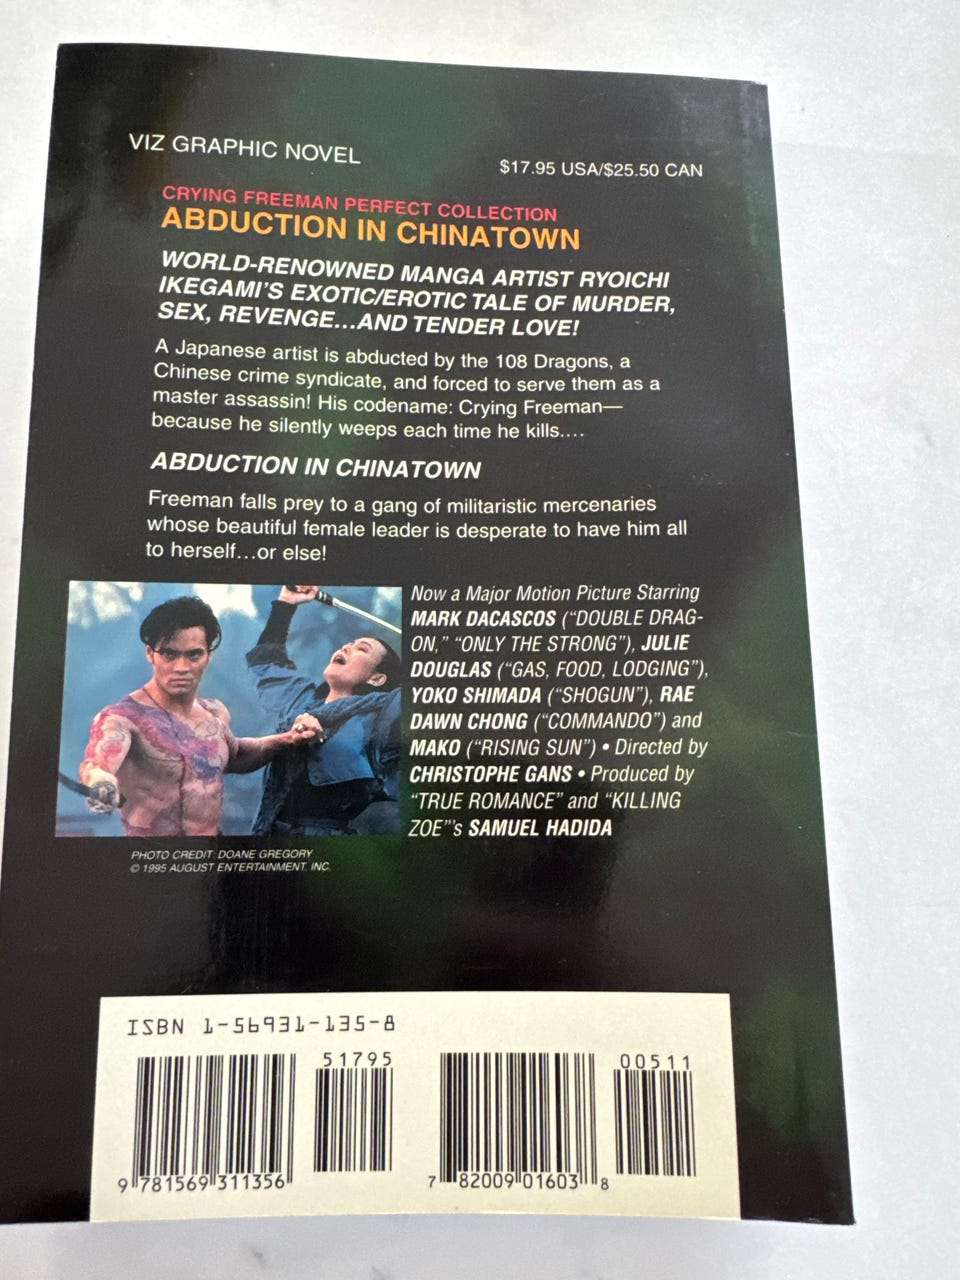 VIZ GRAPHIC NOVEL
$17.95 USA/$25.50 CAN
CRYING FREEMAN PERFECT COLLECTION
ABDUCTION IN CHINATOWN
WORLD-RENOWNED MANGA ARTIST RYOICHI
IKEGAMI'S EXOTIC/EROTIC TALE OF MURDER,
SEX, REVENGE...AND TENDER LOVE!
A Japanese artist is abducted by the 108 Dragons, a
Chinese crime syndicate, and forced to serve them as a
master assassin! His codename: Crying Freeman—
because he silently weeps each time he kills....
ABDUCTION IN CHINATOWN
Freeman falls prey to a gang of militaristic mercenaries
whose beautiful female leader is desperate to have him all
to herself...or else!
Now a Major Motion Picture Starring
MARK DACASCOS ("DOUBLE DRAG-
ON," "ONLY THE STRONG"), JULIE
DOUGLAS ("GAS, FOOD, LODGING"),
YOKO SHIMADA ("SHOGUN"), RAE
DAWN CHONG ("COMMANDO") and
MAKO ("RISING SUN") • Directed by
CHRISTOPHE GANS • Produced by
"TRUE ROMANCE" and "KILLING
ZOE"'s SAMUEL HADIDA
PHOTO CREDIT: DOANE GREGORY
© 1995 AUGUST ENTERTAINMENT, INC.
ISBN 1-56931-135-8
51795
00511
9 781569 311356
7 82009 01603 8